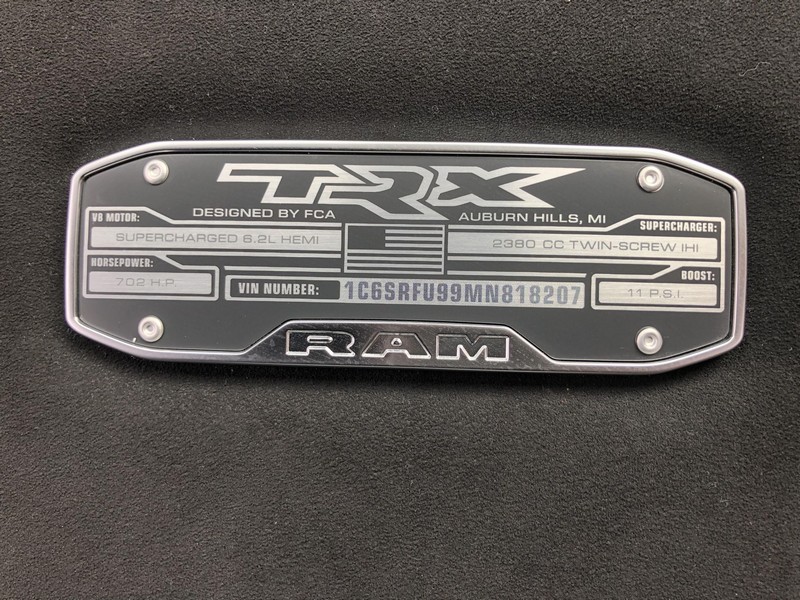 TRX
DESIGNED BY FCA
AUBURN HILLS, MI
V8 MOTOR:
SUPERCHARGED 6.2L HEMI
SUPERCHARGER:
2380 CC TWIN-SCREW IHI
HORSEPOWER:
702 H.P.
VIN NUMBER: 1C6SRFU99MN818207
BOOST:
11 P.S.I.
RAM